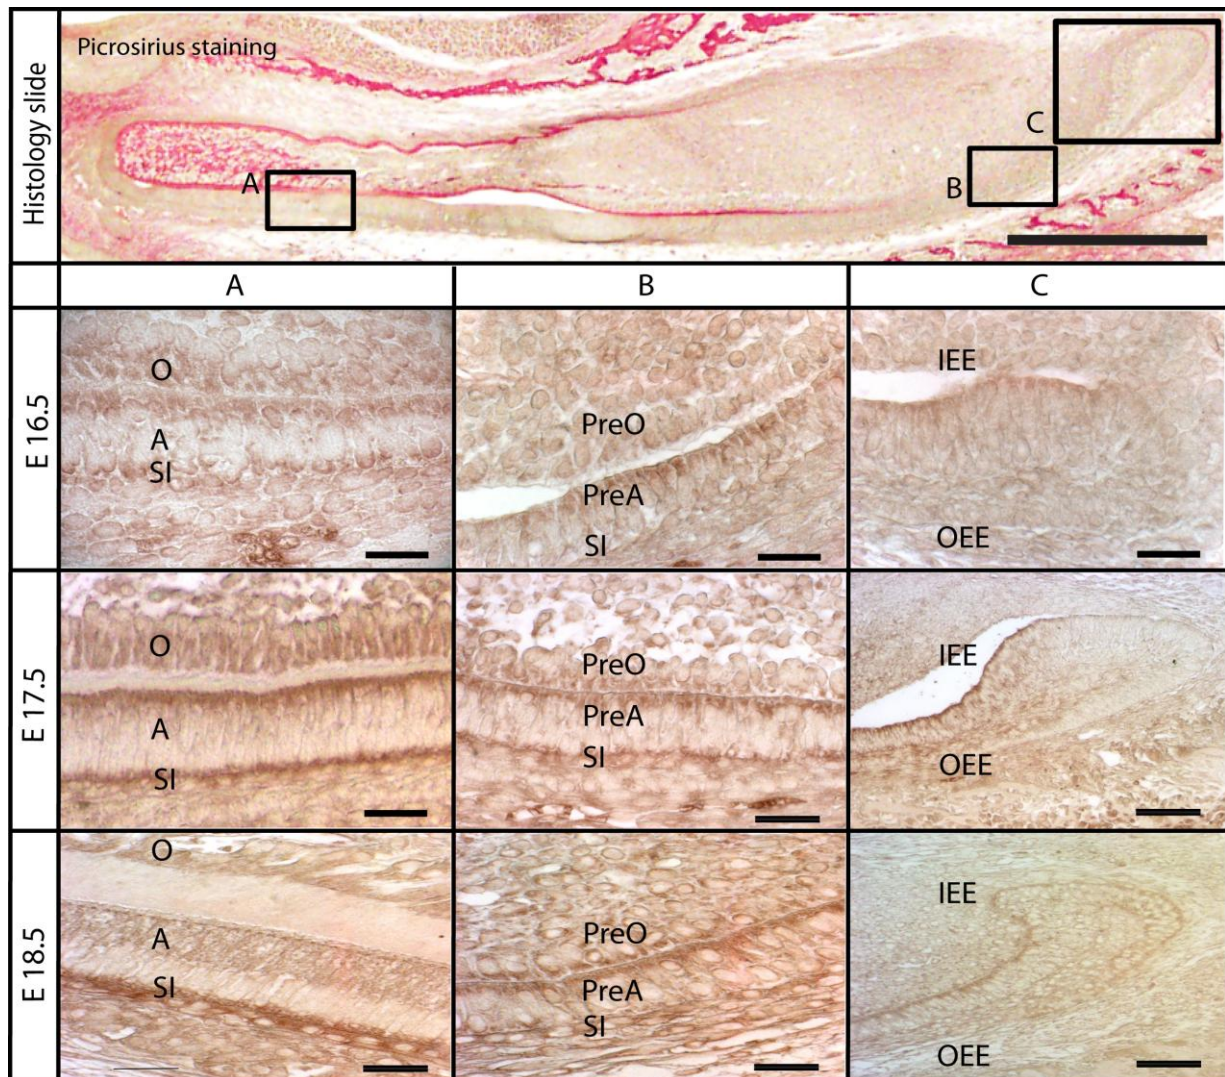 Histology slide
Picrosirius staining
A
B
C
A
B
C
E 16.5
O
A
SI
PreO
PreA
SI
IEE
OEE
E 17.5
O
A
SI
PreO
PreA
SI
IEE
OEE
E 18.5
O
A
SI
PreO
PreA
SI
IEE
OEE